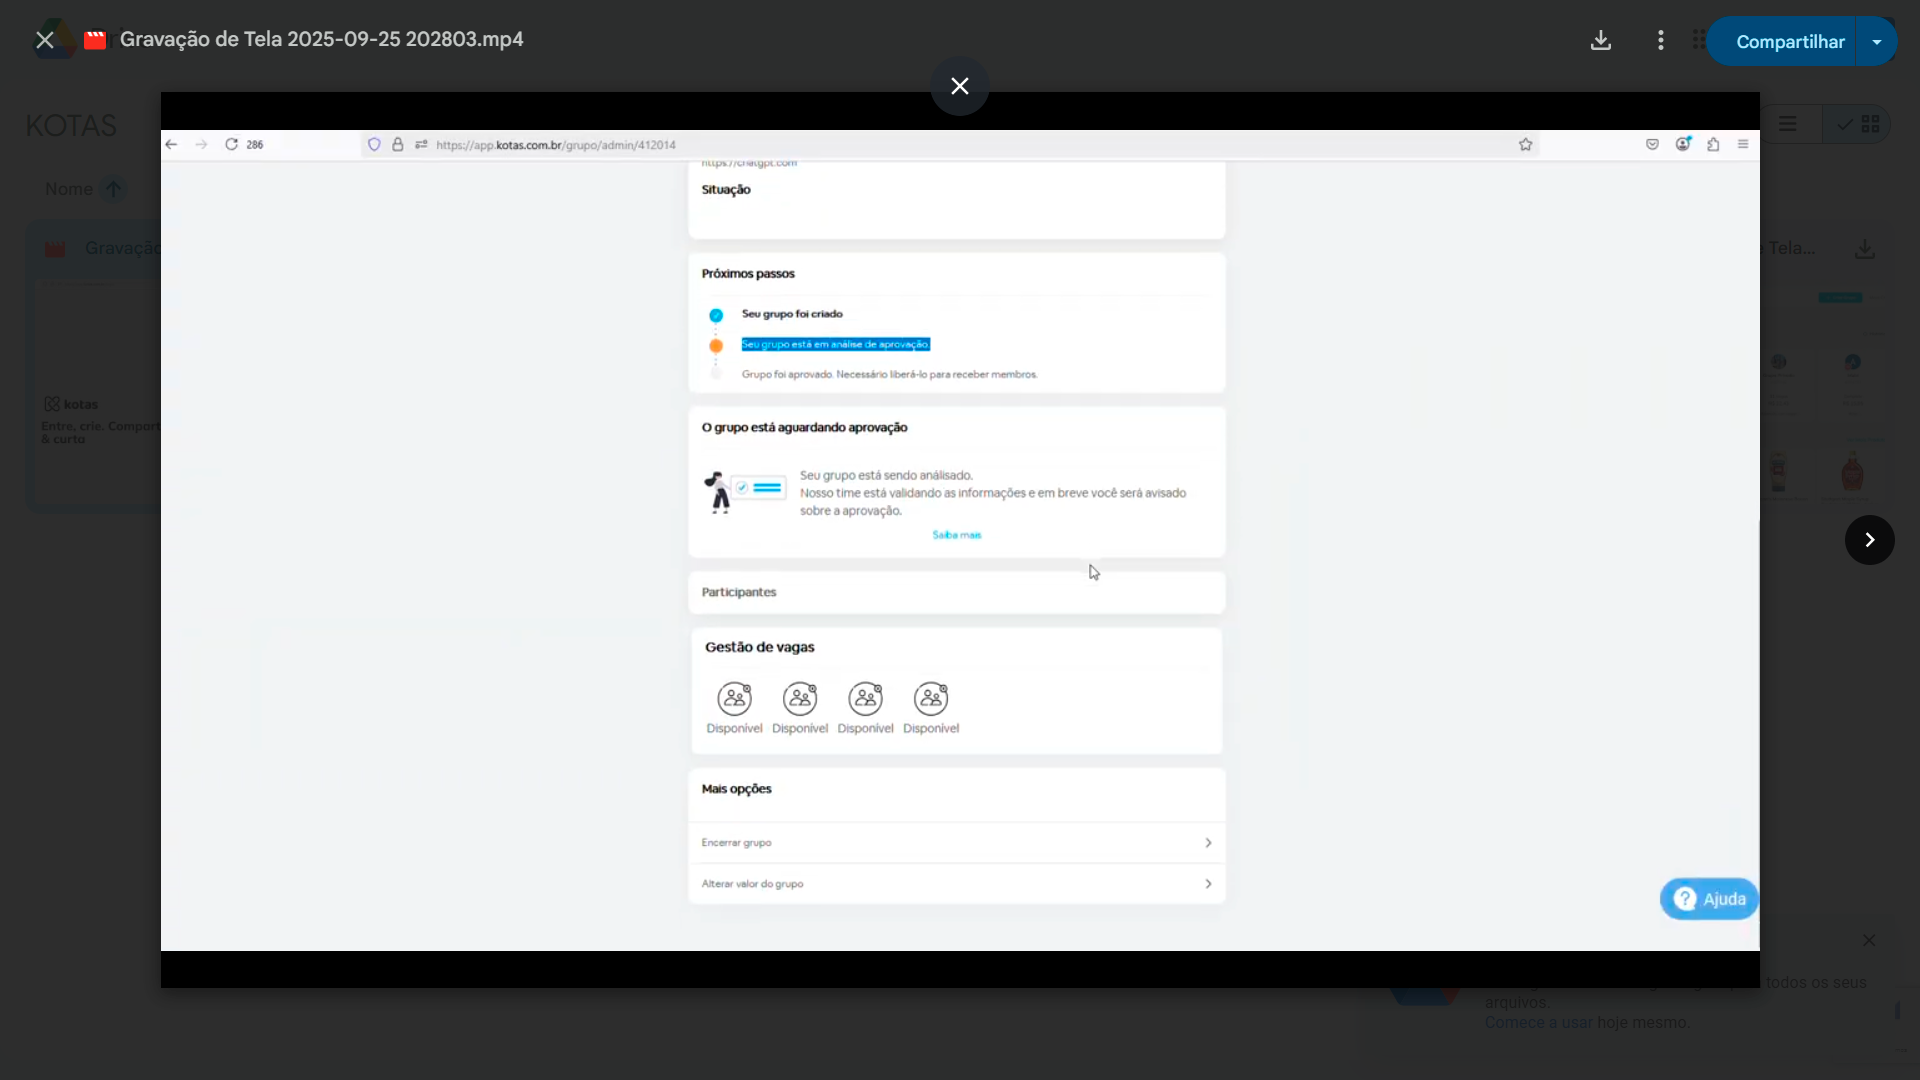 Gravação de Tela 2025-09-25 202803.mp4
Compartilhar
KOTAS
Nome
Gravação
Tela...
286
https://app.kotas.com.br/grupo/admin/412014
https://chatgpt.com
Situação
Próximos passos
Seu grupo foi criado
Seu grupo está em análise de aprovação.
Grupo foi aprovado. Necessário liberá-lo para receber membros.
O grupo está aguardando aprovação
Seu grupo está sendo análisado.
Nosso time está validando as informações e em breve você será avisado
sobre a aprovação.
Saiba mais
Participantes
Gestão de vagas
Disponível Disponível Disponível Disponível
Mais opções
Encerrar grupo
Alterar valor do grupo
Ajuda
kotas
Entre, crie. Compart
& curta
todos os seus
arquivos.
Comece a usar hoje mesmo.